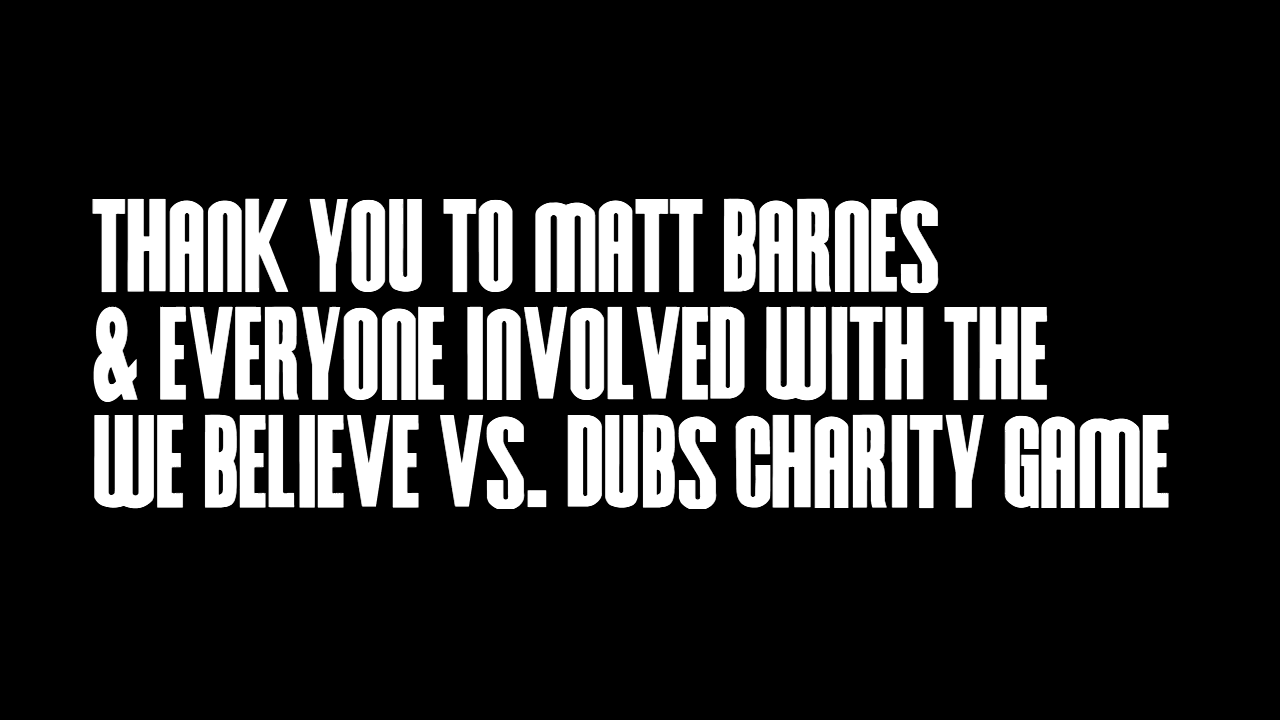 THANK YOU TO MATT BARNES
& EVERYONE INVOLVED WITH THE
WE BELIEVE VS. DUBS CHARITY GAME